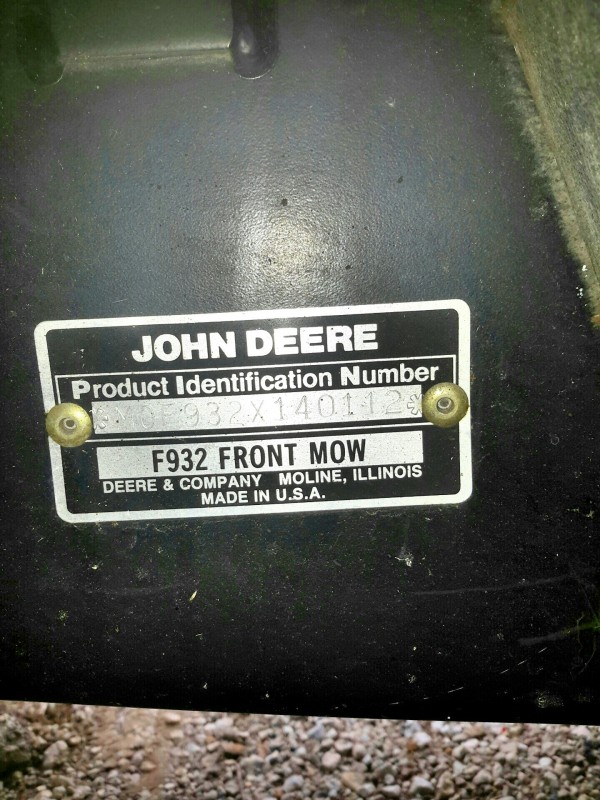 JOHN DEERE
Product Identification Number
F932X140112
F932 FRONT MOW
DEERE & COMPANY MOLINE, ILLINOIS
MADE IN U.S.A.